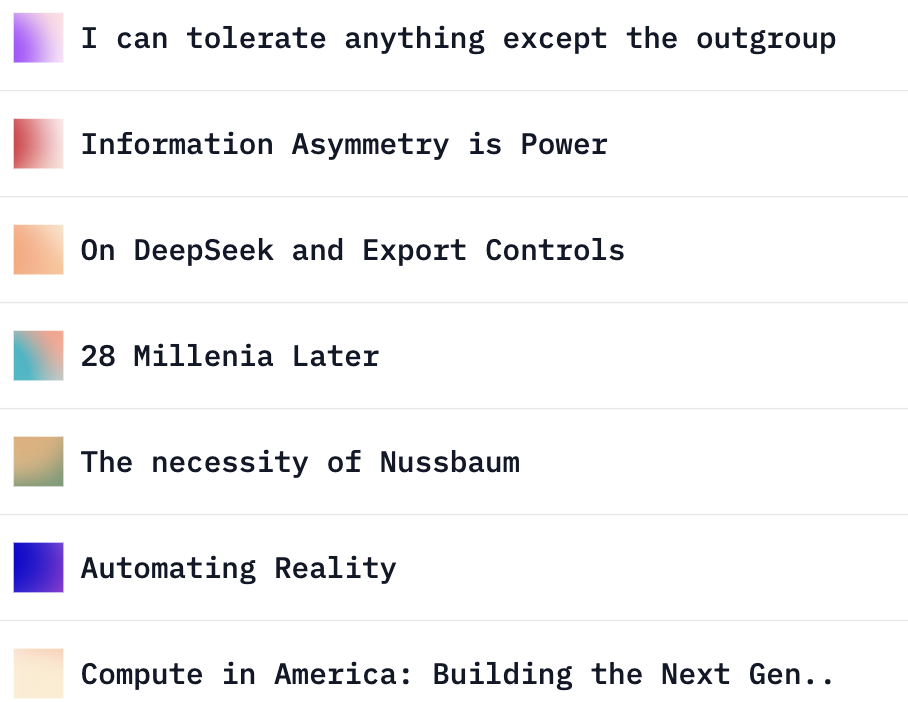 I can tolerate anything except the outgroup
Information Asymmetry is Power
On DeepSeek and Export Controls
28 Millenia Later
The necessity of Nussbaum
Automating Reality
Compute in America: Building the Next Gen..